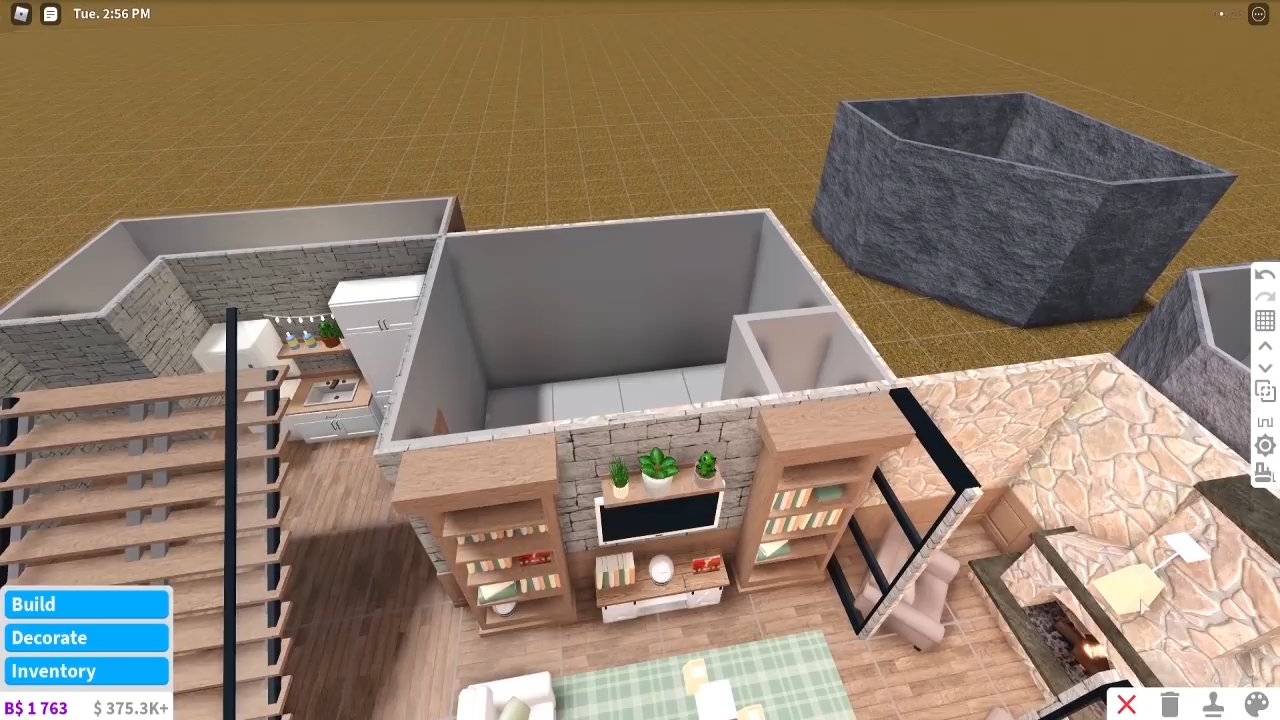 Tue. 2:56 PM
Build
Decorate
Inventory
B$ 1 763 $ 375.3K+